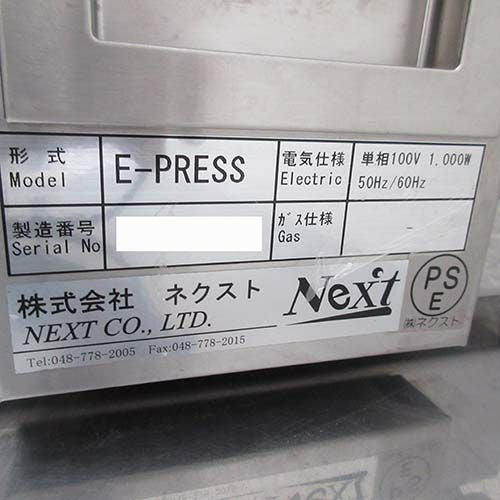 形式 E-PRESS 電気仕様 単相100V 1,000W
Model Electric 50Hz/60Hz
製造番号 ガス仕様 -
Serial No Gas
株式会社 ネクスト Next PS
NEXT CO., LTD. E
Tel:048-778-2005 Fax:048-778-2015 ㈱ネクスト